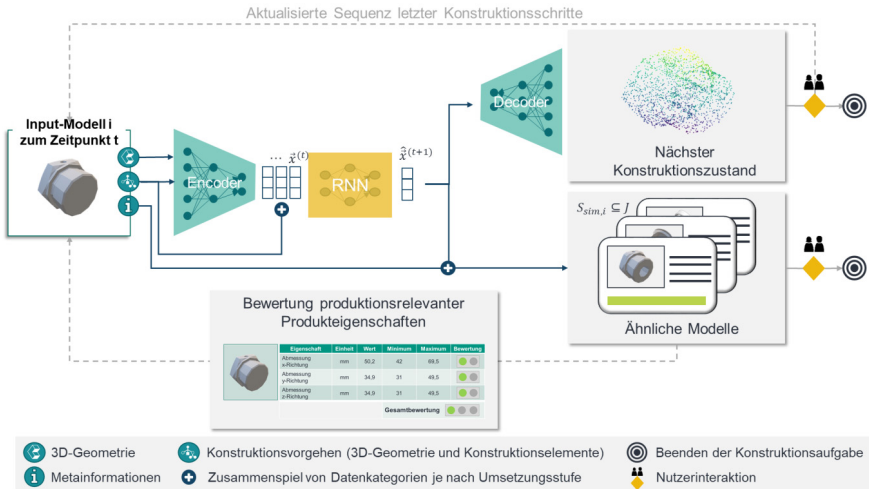 Aktualisierte Sequenz letzter Konstruktionsschritte
Input-Modell i
zum Zeitpunkt t
Encoder
... x⃗^(t)
RNN
x̂⃗^(t+1)
Decoder
Nächster
Konstruktionszustand
S_sim,i ⊆ J
Ähnliche Modelle
Bewertung produktionsrelevanter
Produkteigenschaften
Eigenschaft Einheit Wert Minimum Maximum Bewertung
Abmessung
x-Richtung mm 50,2 42 69,5
Abmessung
y-Richtung mm 34,9 31 49,5
Abmessung
z-Richtung mm 34,9 31 49,5
Gesamtbewertung
3D-Geometrie
Konstruktionsvorgehen (3D-Geometrie und Konstruktionselemente)
Beenden der Konstruktionsaufgabe
i Metainformationen
Zusammenspiel von Datenkategorien je nach Umsetzungsstufe
Nutzerinteraktion